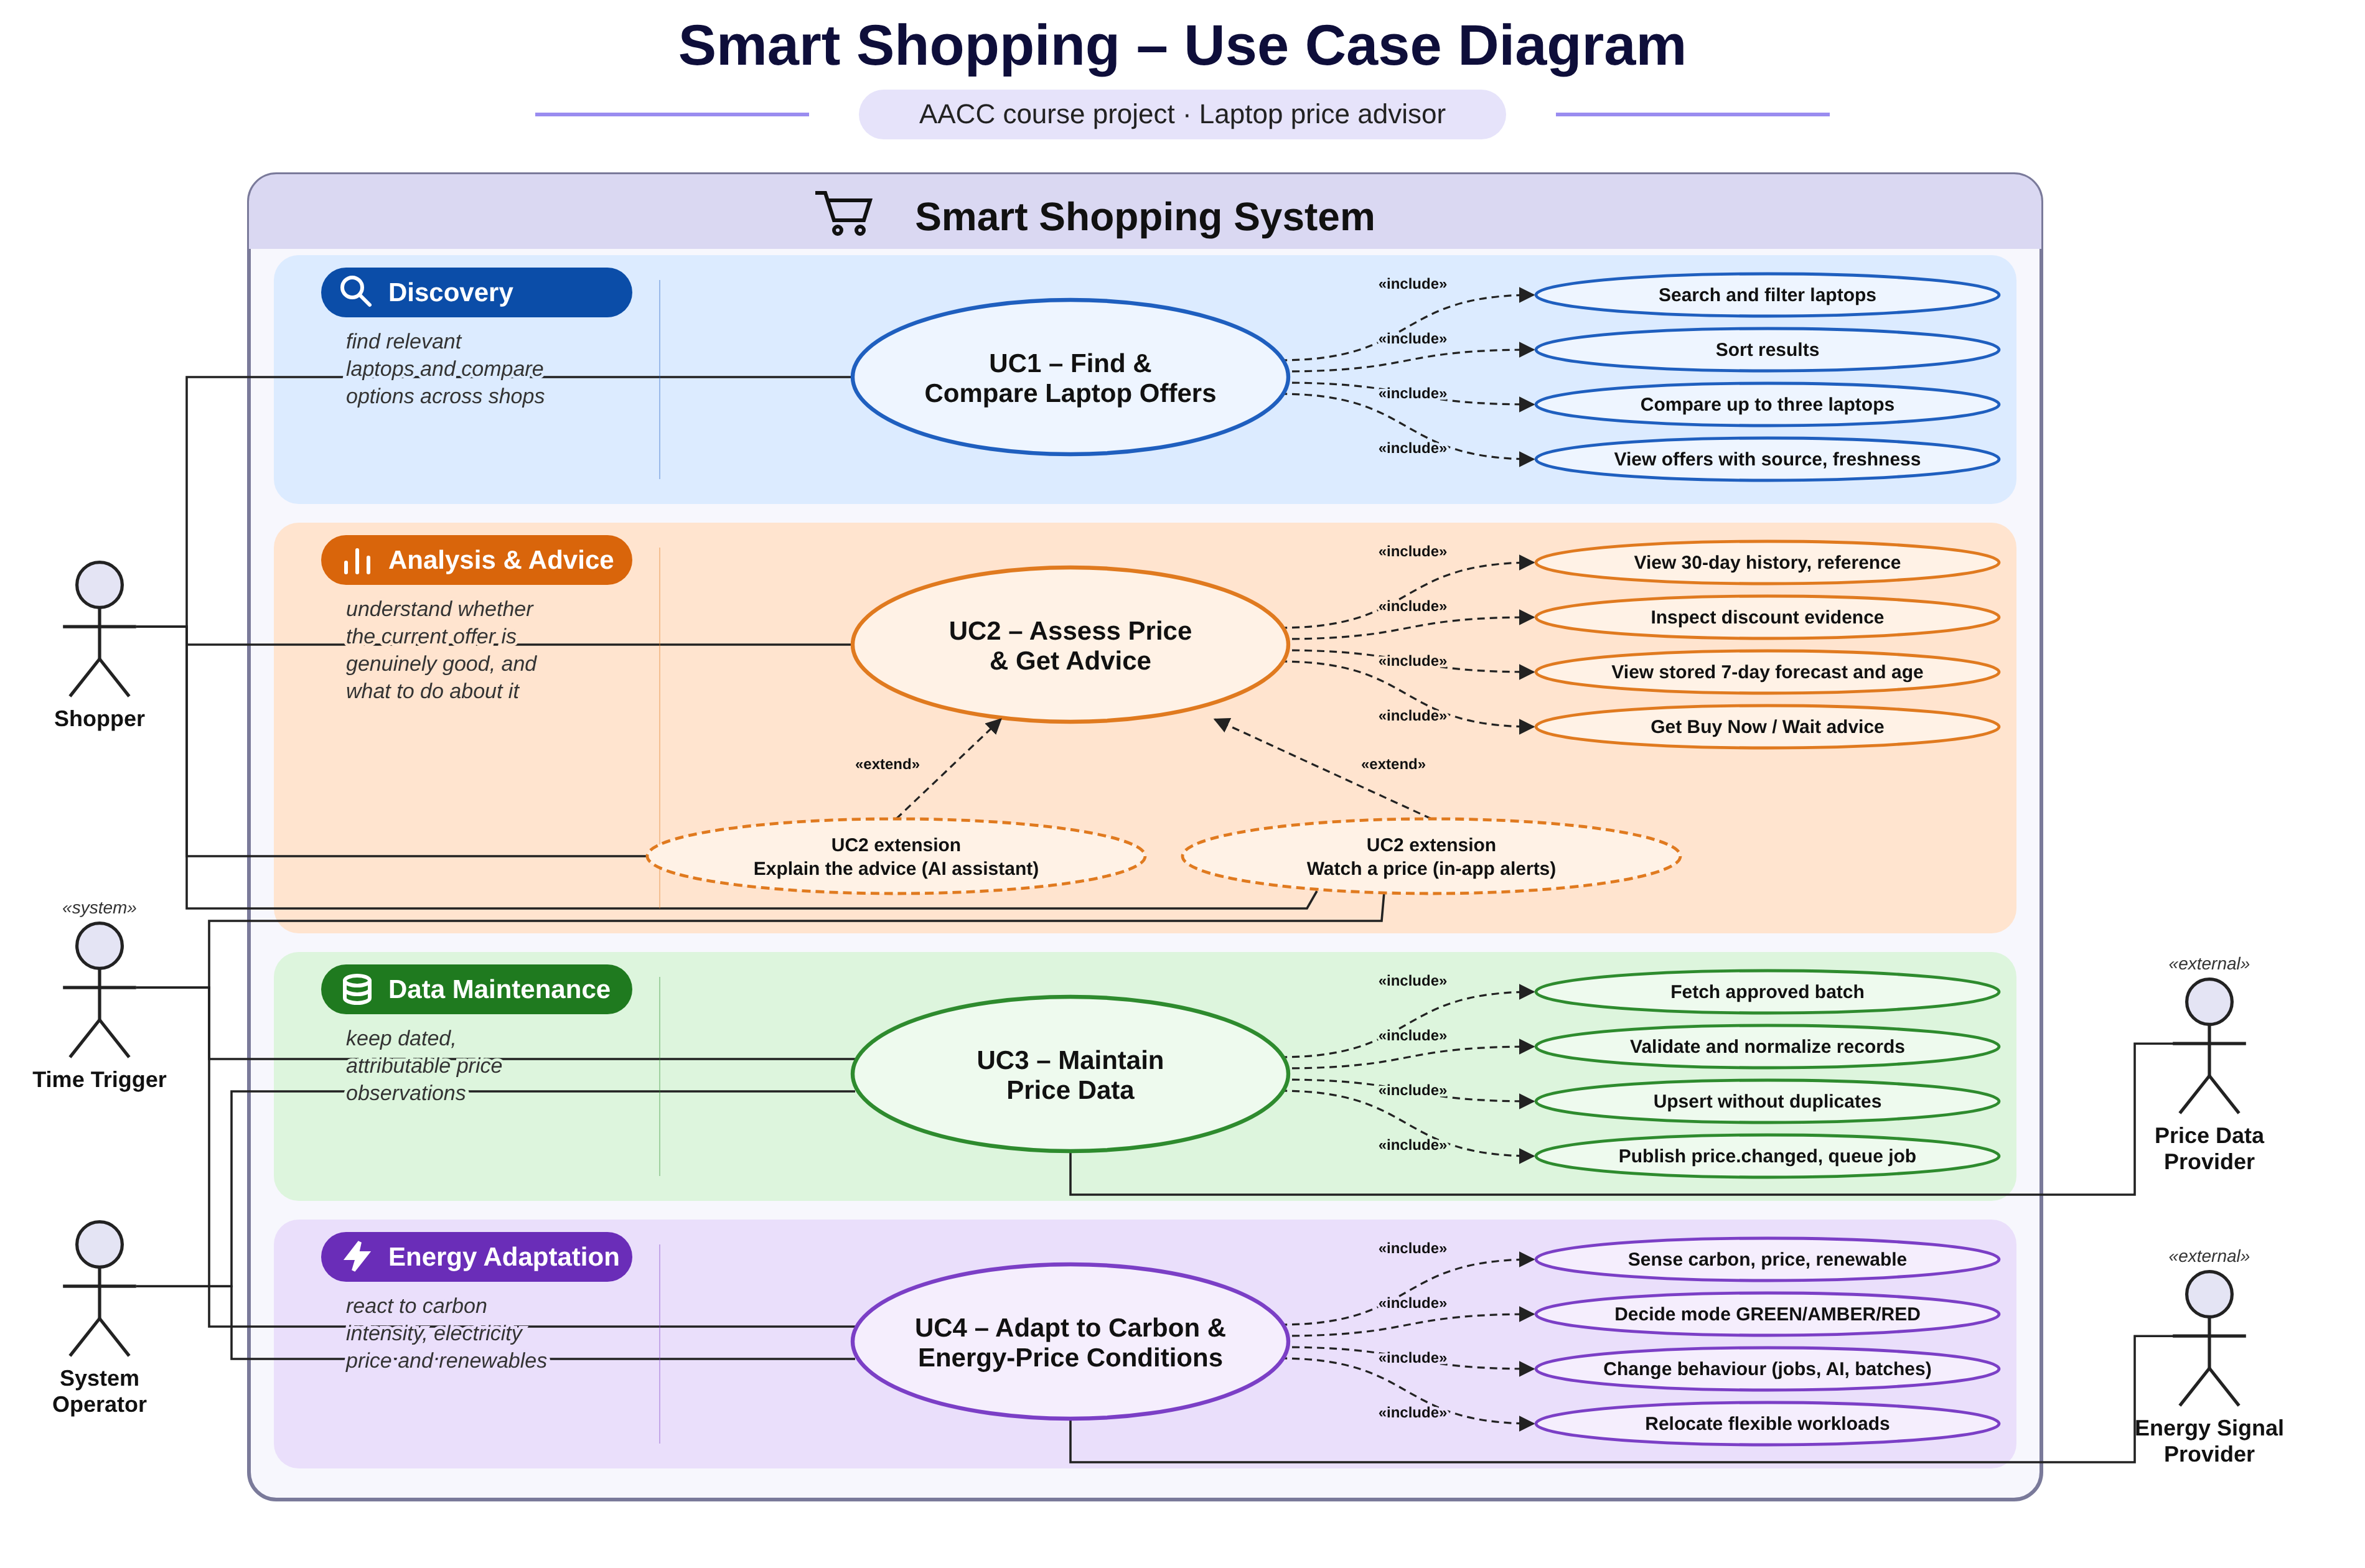 Smart Shopping – Use Case Diagram
AACC course project · Laptop price advisor
Smart Shopping System
Discovery
find relevant
laptops and compare
options across shops
UC1 – Find &
Compare Laptop Offers
«include»
«include»
«include»
«include»
Search and filter laptops
Sort results
Compare up to three laptops
View offers with source, freshness
Analysis & Advice
understand whether
the current offer is
genuinely good, and
what to do about it
UC2 – Assess Price
& Get Advice
«include»
«include»
«include»
«include»
View 30-day history, reference
Inspect discount evidence
View stored 7-day forecast and age
Get Buy Now / Wait advice
«extend»
«extend»
UC2 extension
Explain the advice (AI assistant)
UC2 extension
Watch a price (in-app alerts)
Shopper
«system»
Time Trigger
Data Maintenance
keep dated,
attributable price
observations
UC3 – Maintain
Price Data
«include»
«include»
«include»
«include»
Fetch approved batch
Validate and normalize records
Upsert without duplicates
Publish price.changed, queue job
«external»
Price Data
Provider
System
Operator
Energy Adaptation
react to carbon
intensity, electricity
price and renewables
UC4 – Adapt to Carbon &
Energy-Price Conditions
«include»
«include»
«include»
«include»
Sense carbon, price, renewable
Decide mode GREEN/AMBER/RED
Change behaviour (jobs, AI, batches)
Relocate flexible workloads
«external»
Energy Signal
Provider